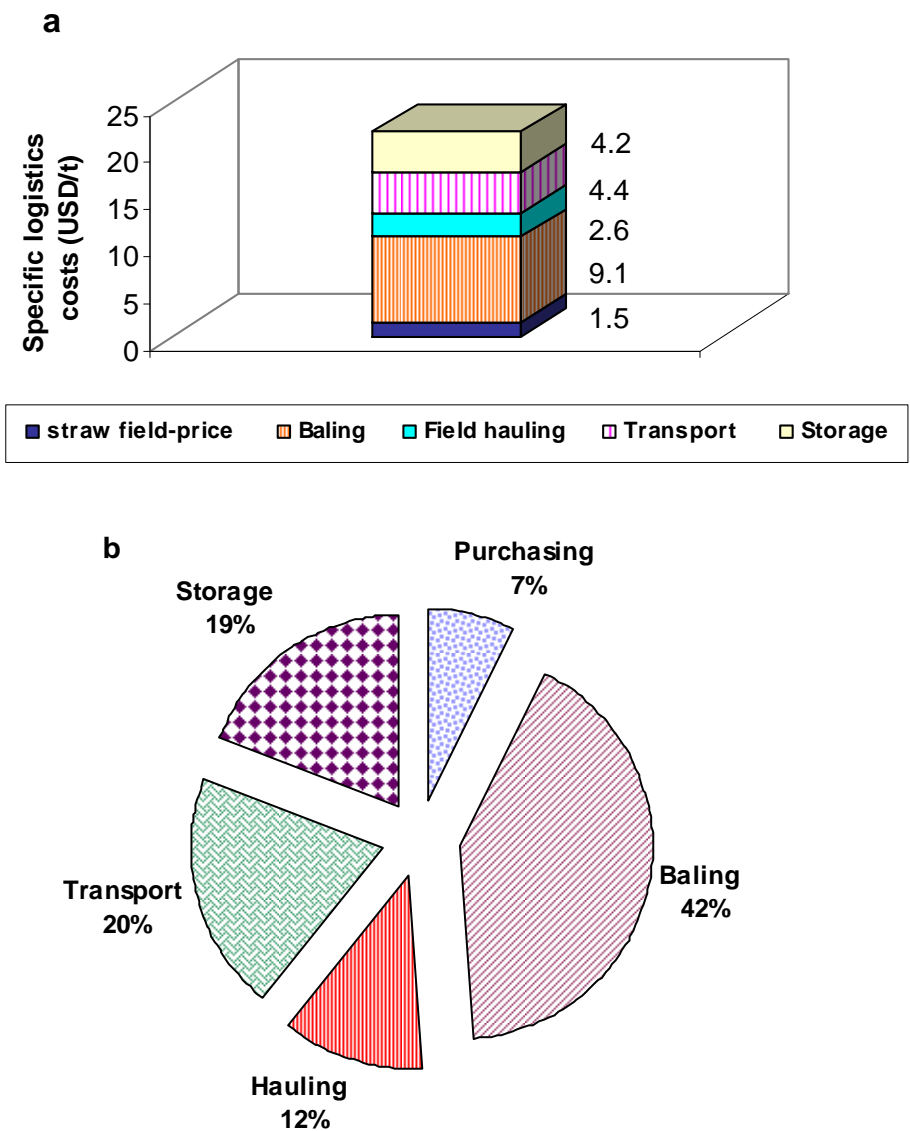 a
Specific logistics
costs (USD/t)
25
20
15
10
5
0
4.2
4.4
2.6
9.1
1.5
straw field-price Baling Field hauling Transport Storage
b
Purchasing
7%
Storage
19%
Baling
42%
Transport
20%
Hauling
12%